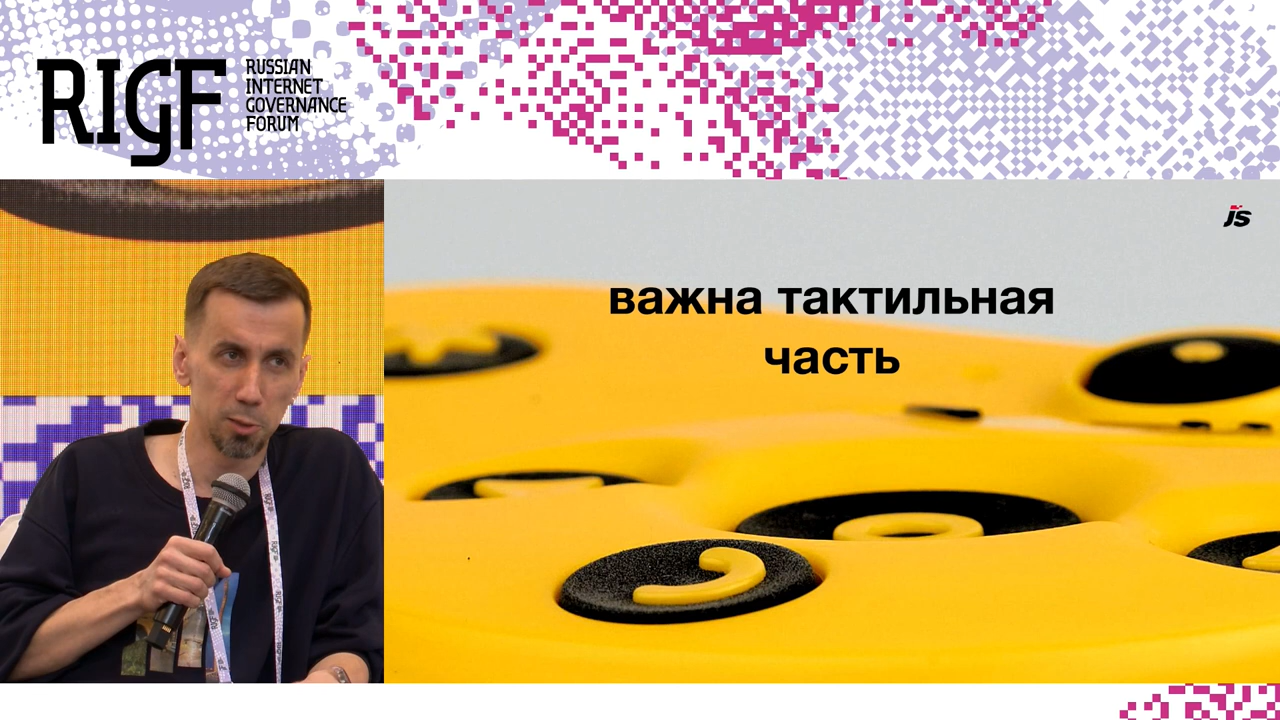 RIGF
RUSSIAN
INTERNET
GOVERNANCE
FORUM
js
важна тактильная
часть